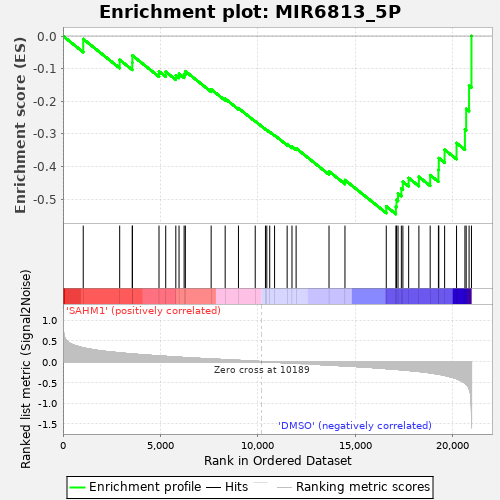 Enrichment plot: MIR6813_5P
Enrichment score (ES)
0.0
-0.1
-0.2
-0.3
-0.4
-0.5
'SAHM1' (positively correlated)
Ranked list metric (Signal2Noise)
1.0
0.5
0.0
-0.5
-1.0
-1.5
Zero cross at 10189
'DMSO' (negatively correlated)
0
5,000
10,000
15,000
20,000
Rank in Ordered Dataset
Enrichment profile
Hits
Ranking metric scores